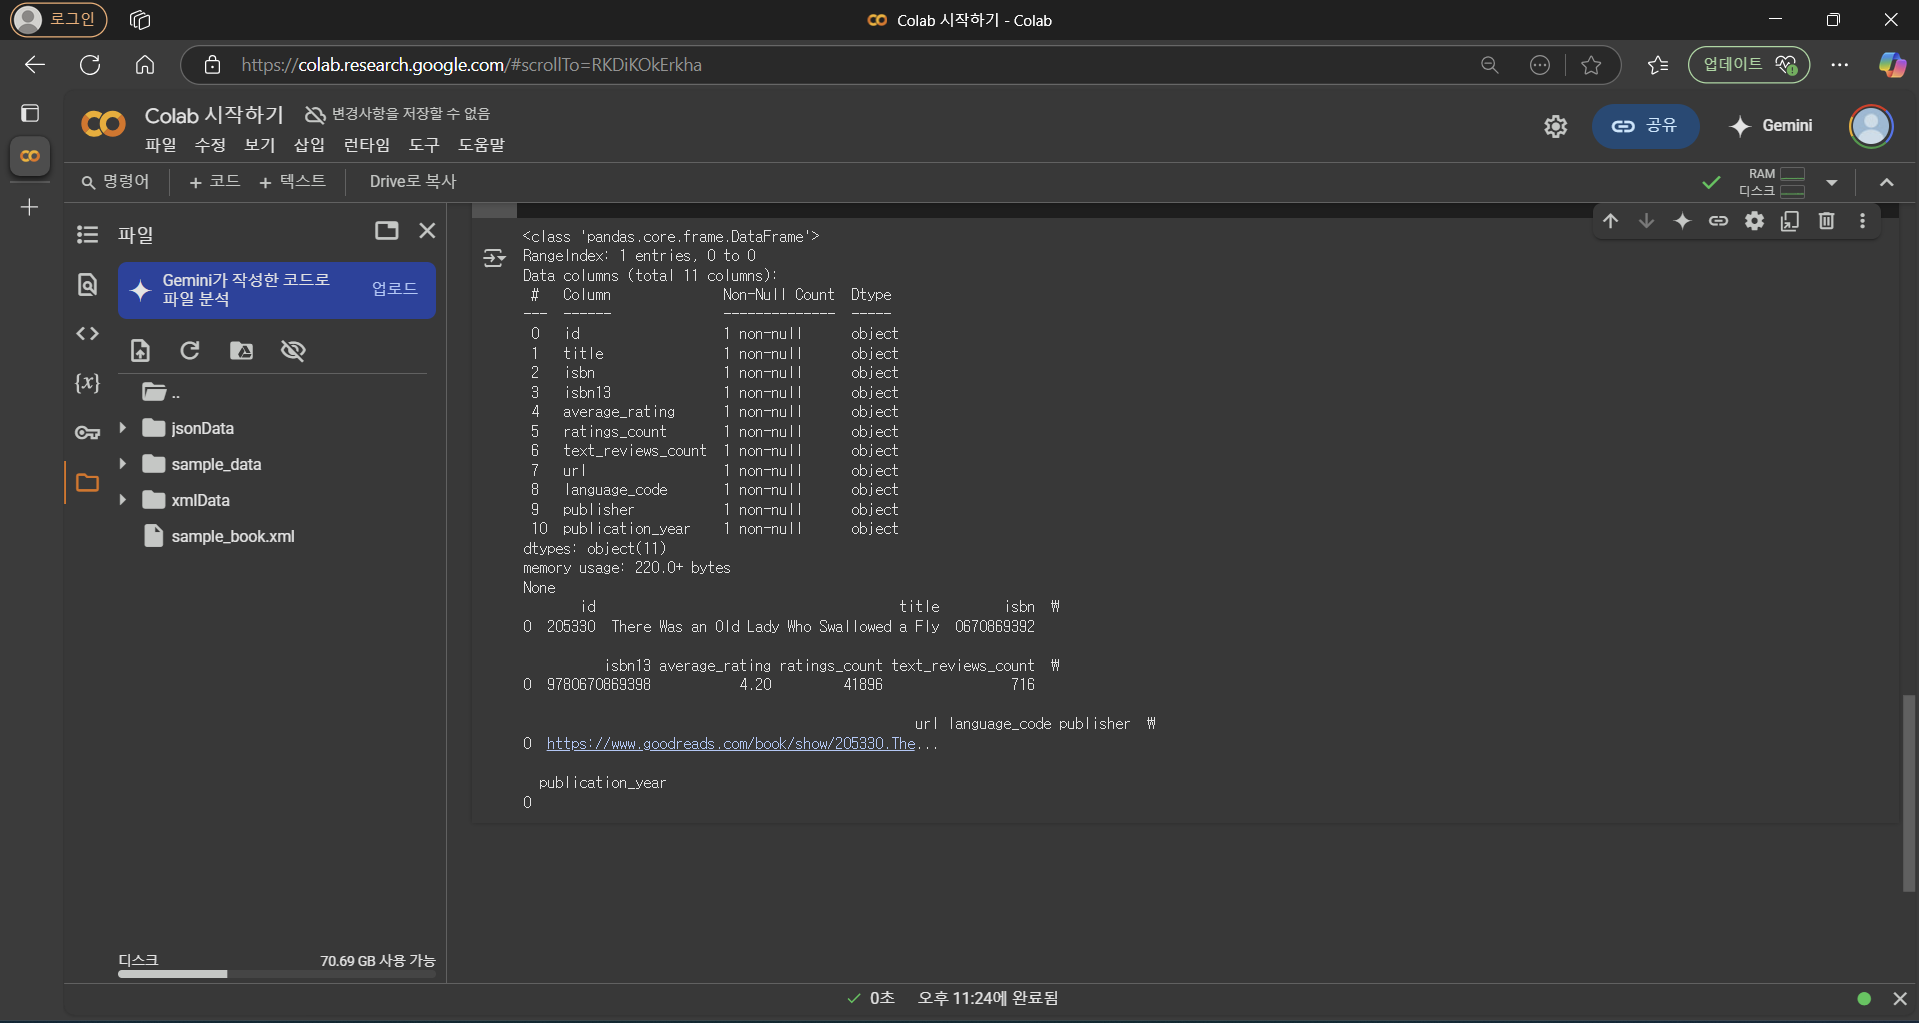 로그인
Colab 시작하기 - Colab
https://colab.research.google.com/#scrollTo=RKDiKOkErkha
업데이트
Colab 시작하기 변경사항을 저장할 수 없음
파일 수정 보기 삽입 런타임 도구 도움말
공유
Gemini
명령어 + 코드 + 텍스트 Drive로 복사
RAM
디스크
파일
Gemini가 작성한 코드로
파일 분석
업로드
..
jsonData
sample_data
xmlData
sample_book.xml
디스크 70.69 GB 사용 가능
<class 'pandas.core.frame.DataFrame'>
RangeIndex: 1 entries, 0 to 0
Data columns (total 11 columns):
 #   Column              Non-Null Count  Dtype
---  ------              --------------  -----
 0   id                  1 non-null      object
 1   title               1 non-null      object
 2   isbn                1 non-null      object
 3   isbn13              1 non-null      object
 4   average_rating      1 non-null      object
 5   ratings_count       1 non-null      object
 6   text_reviews_count  1 non-null      object
 7   url                 1 non-null      object
 8   language_code       1 non-null      object
 9   publisher           1 non-null      object
 10  publication_year    1 non-null      object
dtypes: object(11)
memory usage: 220.0+ bytes
None
id title isbn ₩
0 205330 There Was an Old Lady Who Swallowed a Fly 0670869392
isbn13 average_rating ratings_count text_reviews_count ₩
0 9780670869398 4.20 41896 716
url language_code publisher ₩
0 https://www.goodreads.com/book/show/205330.The...
publication_year
0
0초 오후 11:24에 완료됨